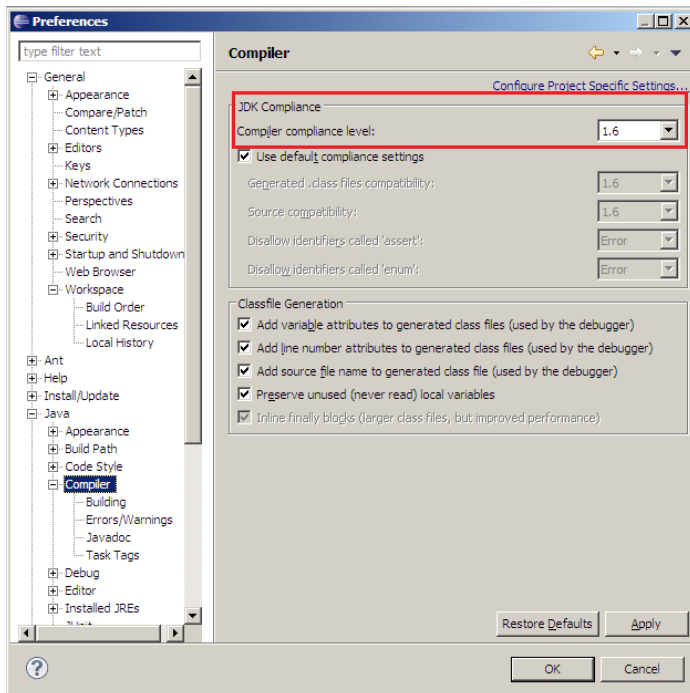 Preferences
type filter text
General
Appearance
Compare/Patch
Content Types
Editors
Keys
Network Connections
Perspectives
Search
Security
Startup and Shutdown
Web Browser
Workspace
Build Order
Linked Resources
Local History
Ant
Help
Install/Update
Java
Appearance
Build Path
Code Style
Compiler
Building
Errors/Warnings
Javadoc
Task Tags
Debug
Editor
Installed JREs
Compiler
Configure Project Specific Settings...
JDK Compliance
Compiler compliance level: 1.6
Use default compliance settings
Generated .class files compatibility: 1.6
Source compatibility: 1.6
Disallow identifiers called 'assert': Error
Disallow identifiers called 'enum': Error
Classfile Generation
Add variable attributes to generated class files (used by the debugger)
Add line number attributes to generated class files (used by the debugger)
Add source file name to generated class file (used by the debugger)
Preserve unused (never read) local variables
Inline finally blocks (larger class files, but improved performance)
Restore Defaults Apply
? OK Cancel